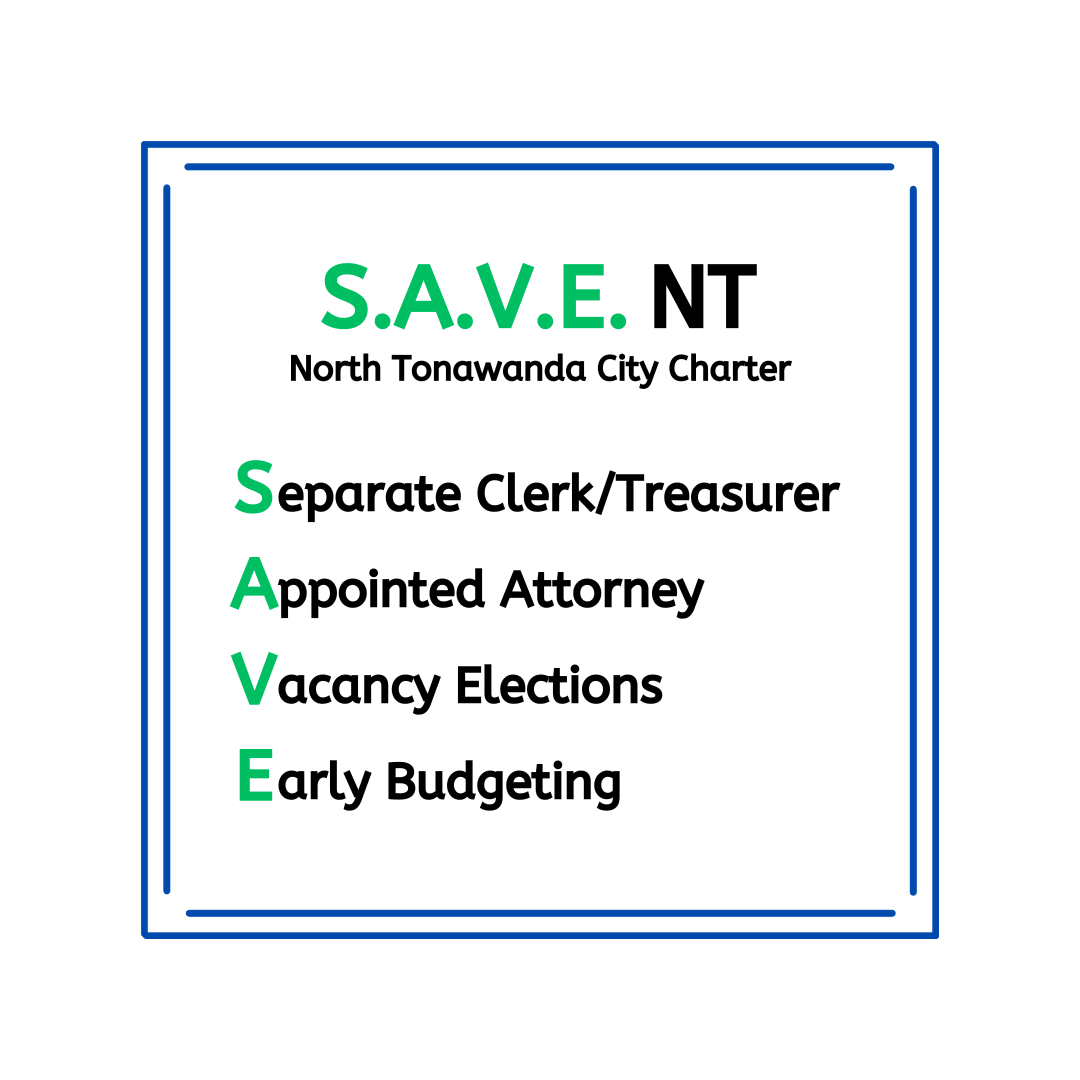 S.A.V.E. NT
North Tonawanda City Charter
Separate Clerk/Treasurer
Appointed Attorney
Vacancy Elections
Early Budgeting